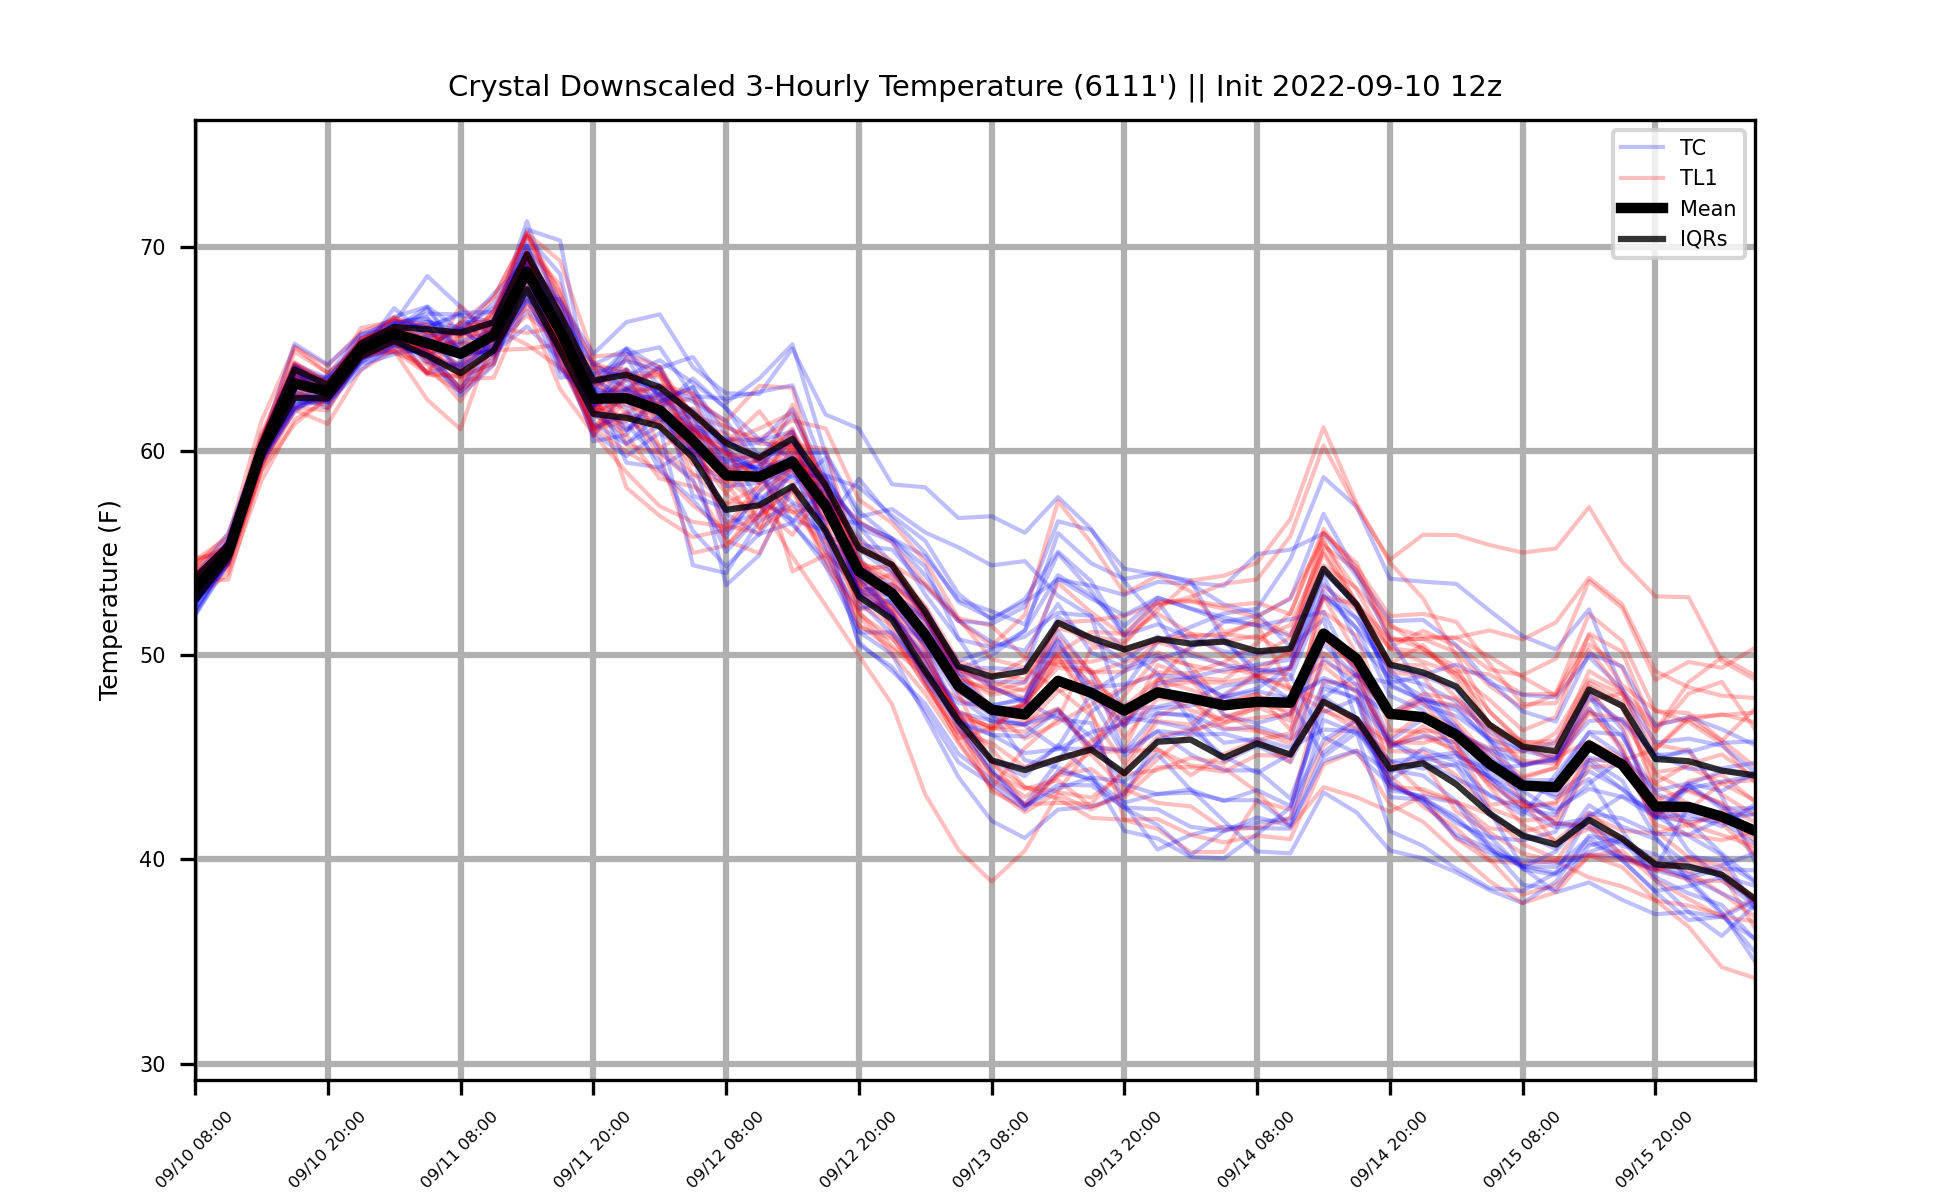 Crystal Downscaled 3-Hourly Temperature (6111') || Init 2022-09-10 12z
TC
TL1
Mean
IQRs
Temperature (F)
70
60
50
40
30
09/10 08:00
09/10 20:00
09/11 08:00
09/11 20:00
09/12 08:00
09/12 20:00
09/13 08:00
09/13 20:00
09/14 08:00
09/14 20:00
09/15 08:00
09/15 20:00